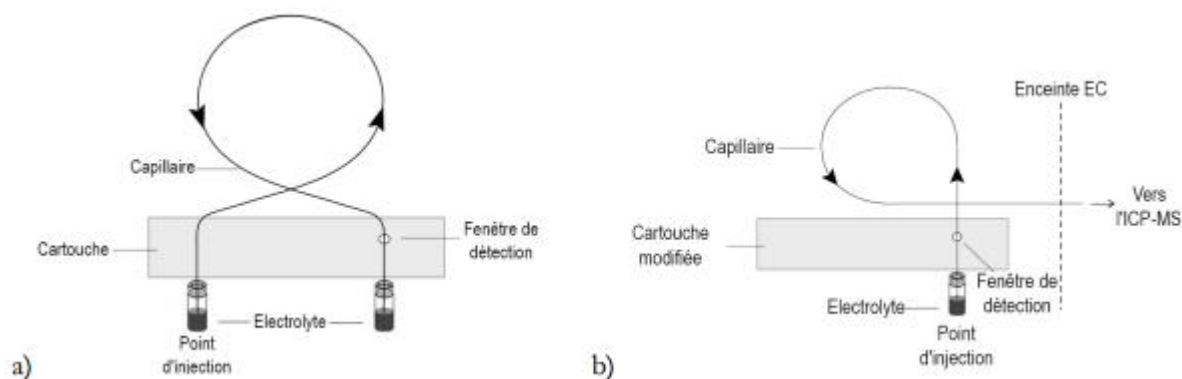 Capillaire
Cartouche
Fenêtre de
détection
Electrolyte
Point
d'injection
a)
Enceinte EC
Capillaire
Vers
l'ICP-MS
Cartouche
modifiée
Fenêtre de
détection
Electrolyte
Point
d'injection
b)